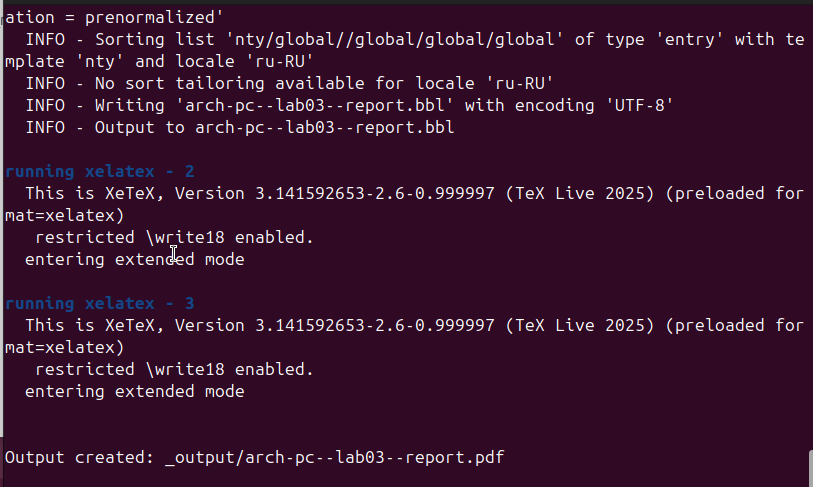 ation = prenormalized'
  INFO - Sorting list 'nty/global//global/global/global' of type 'entry' with te
mplate 'nty' and locale 'ru-RU'
  INFO - No sort tailoring available for locale 'ru-RU'
  INFO - Writing 'arch-pc--lab03--report.bbl' with encoding 'UTF-8'
  INFO - Output to arch-pc--lab03--report.bbl

running xelatex - 2
  This is XeTeX, Version 3.141592653-2.6-0.999997 (TeX Live 2025) (preloaded for
mat=xelatex)
   restricted \write18 enabled.
  entering extended mode

running xelatex - 3
  This is XeTeX, Version 3.141592653-2.6-0.999997 (TeX Live 2025) (preloaded for
mat=xelatex)
   restricted \write18 enabled.
  entering extended mode


Output created: _output/arch-pc--lab03--report.pdf